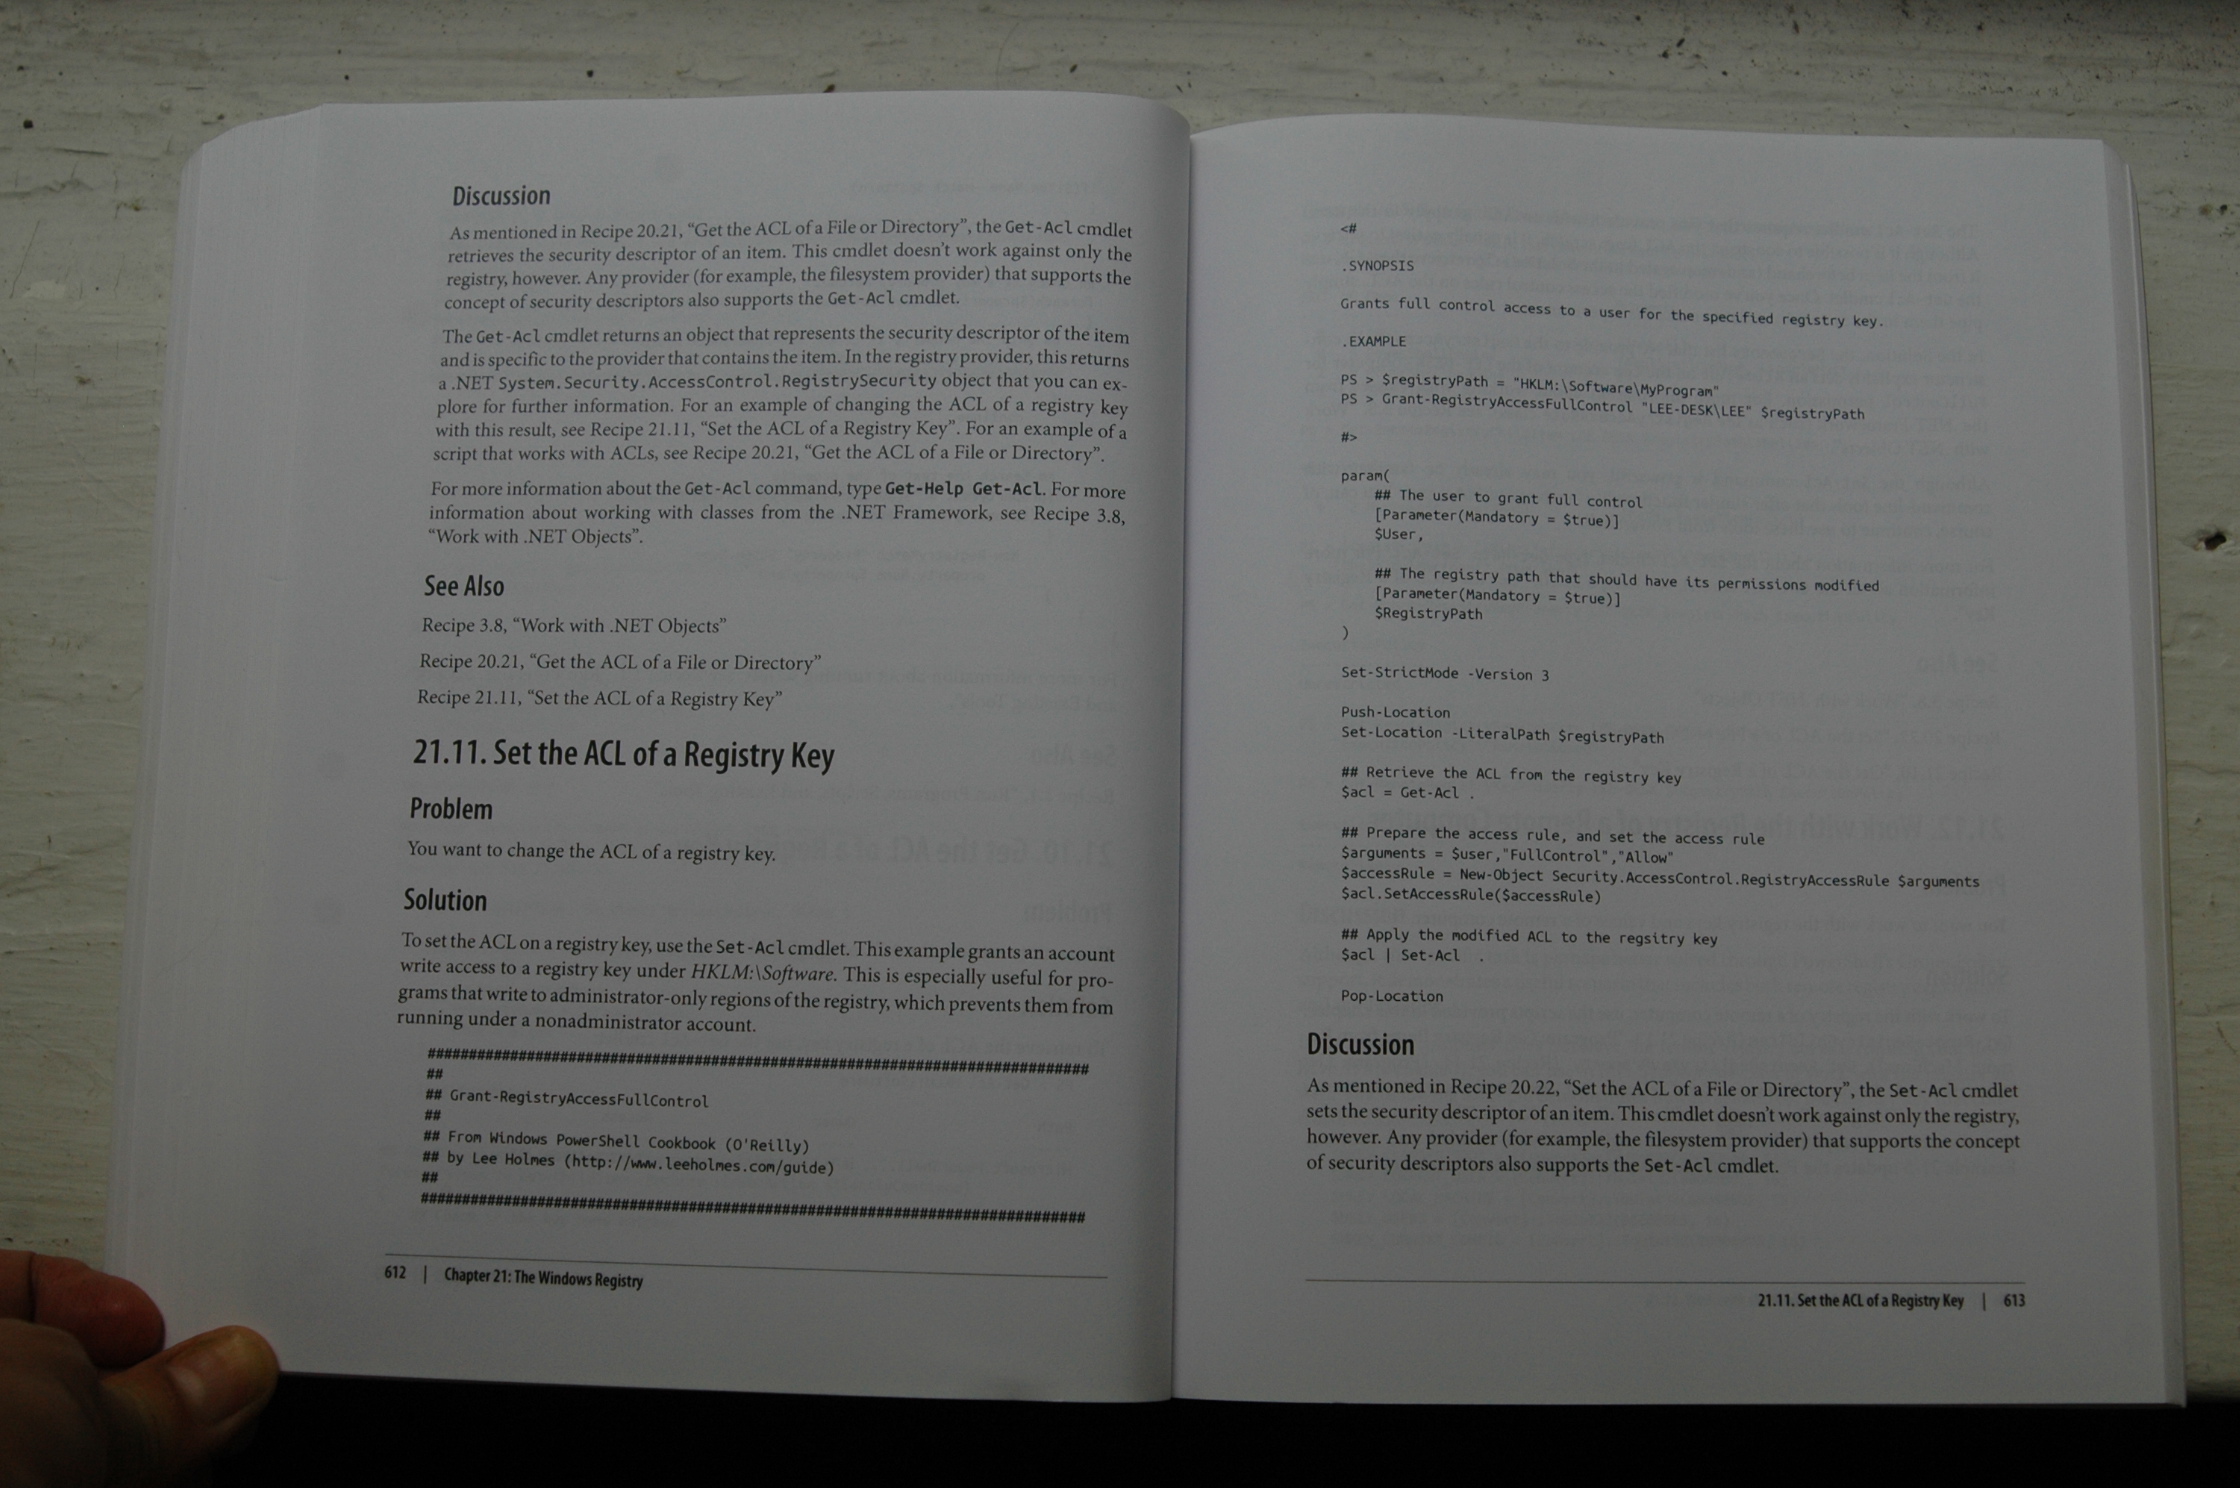 Discussion
As mentioned in Recipe 20.21, “Get the ACL of a File or Directory”, the Get-Acl cmdlet
retrieves the security descriptor of an item. This cmdlet doesn’t work against only the
registry, however. Any provider (for example, the filesystem provider) that supports the
concept of security descriptors also supports the Get-Acl cmdlet.
The Get-Acl cmdlet returns an object that represents the security descriptor of the item
and is specific to the provider that contains the item. In the registry provider, this returns
a .NET System.Security.AccessControl.RegistrySecurity object that you can ex-
plore for further information. For an example of changing the ACL of a registry key
with this result, see Recipe 21.11, “Set the ACL of a Registry Key”. For an example of a
script that works with ACLs, see Recipe 20.21, “Get the ACL of a File or Directory”.
For more information about the Get-Acl command, type Get-Help Get-Acl. For more
information about working with classes from the .NET Framework, see Recipe 3.8,
“Work with .NET Objects”.
See Also
Recipe 3.8, “Work with .NET Objects”
Recipe 20.21, “Get the ACL of a File or Directory”
Recipe 21.11, “Set the ACL of a Registry Key”
21.11. Set the ACL of a Registry Key
Problem
You want to change the ACL of a registry key.
Solution
To set the ACL on a registry key, use the Set-Acl cmdlet. This example grants an account
write access to a registry key under HKLM:\Software. This is especially useful for pro-
grams that write to administrator-only regions of the registry, which prevents them from
running under a nonadministrator account.
##############################################################################
##
## Grant-RegistryAccessFullControl
##
## From Windows PowerShell Cookbook (O'Reilly)
## by Lee Holmes (http://www.leeholmes.com/guide)
##
##############################################################################
612 | Chapter 21: The Windows Registry
<#
.SYNOPSIS
Grants full control access to a user for the specified registry key.
.EXAMPLE
PS > $registryPath = "HKLM:\Software\MyProgram"
PS > Grant-RegistryAccessFullControl "LEE-DESK\LEE" $registryPath
#>
param(
## The user to grant full control
[Parameter(Mandatory = $true)]
$User,
## The registry path that should have its permissions modified
[Parameter(Mandatory = $true)]
$RegistryPath
)
Set-StrictMode -Version 3
Push-Location
Set-Location -LiteralPath $registryPath
## Retrieve the ACL from the registry key
$acl = Get-Acl .
## Prepare the access rule, and set the access rule
$arguments = $user,"FullControl","Allow"
$accessRule = New-Object Security.AccessControl.RegistryAccessRule $arguments
$acl.SetAccessRule($accessRule)
## Apply the modified ACL to the regsitry key
$acl | Set-Acl .
Pop-Location
Discussion
As mentioned in Recipe 20.22, “Set the ACL of a File or Directory”, the Set-Acl cmdlet
sets the security descriptor of an item. This cmdlet doesn’t work against only the registry,
however. Any provider (for example, the filesystem provider) that supports the concept
of security descriptors also supports the Set-Acl cmdlet.
21.11. Set the ACL of a Registry Key | 613